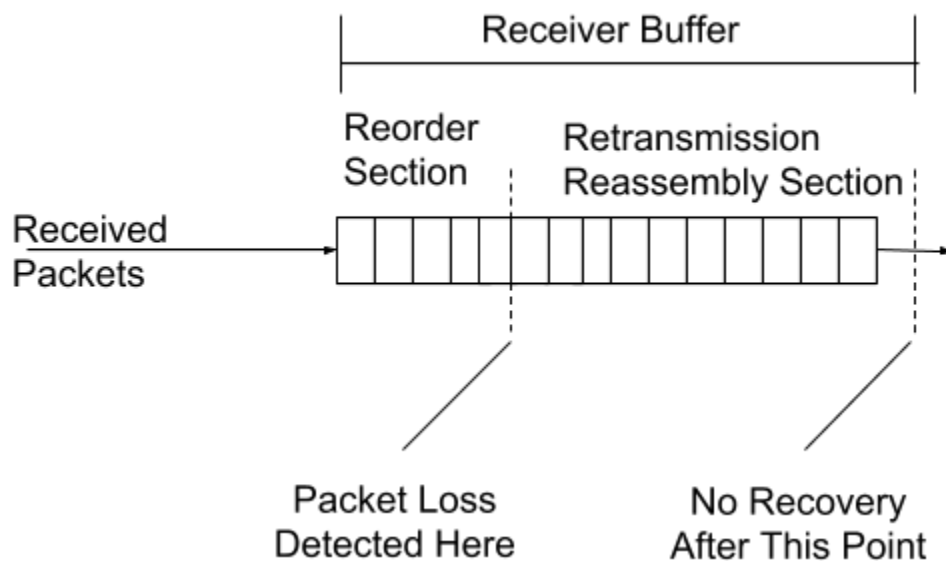 Receiver Buffer
Reorder
Section
Retransmission
Reassembly Section
Received
Packets
Packet Loss
Detected Here
No Recovery
After This Point